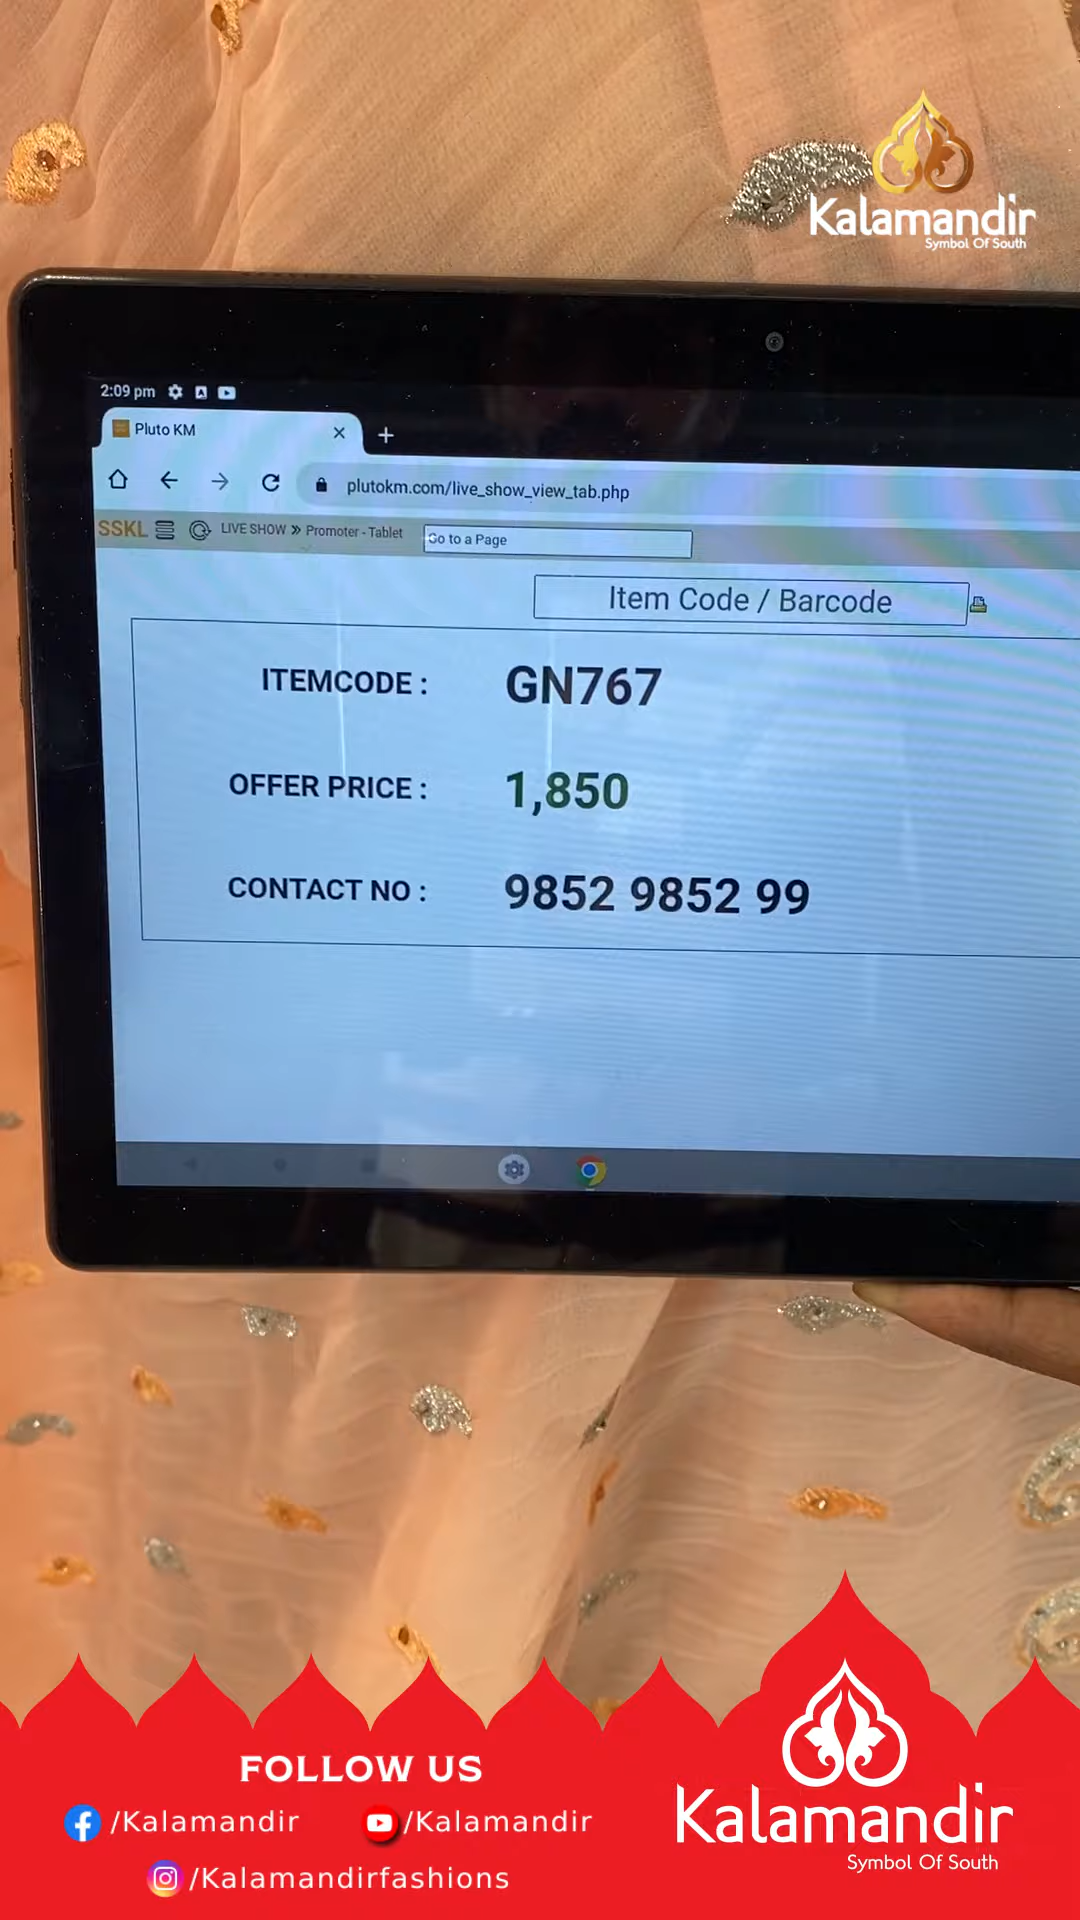 Kalamandir
Symbol Of South
2:09 pm
Pluto KM
plutokm.com/live_show_view_tab.php
SSKL LIVE SHOW » Promoter - Tablet Go to a Page
Item Code / Barcode
ITEMCODE : GN767
OFFER PRICE : 1,850
CONTACT NO : 9852 9852 99
FOLLOW US
/Kalamandir /Kalamandir
/Kalamandirfashions
Kalamandir
Symbol Of South